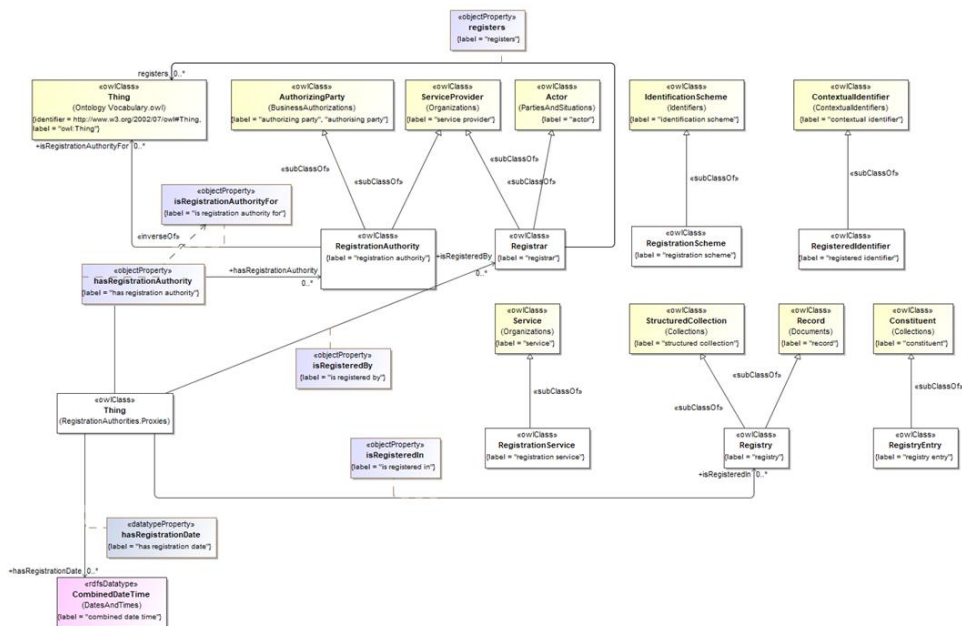 «objectProperty»
registers
[label = "registers"]
registers 0..*
«owlClass»
Thing
(Ontology Vocabulary.owl)
{identifier = http://www.w3.org/2002/07/owl#Thing,
label = "owl:Thing"}
«owlClass»
AuthorizingParty
(BusinessAuthorizations)
{label = "authorizing party", "authorising party"}
«owlClass»
ServiceProvider
(Organizations)
{label = "service provider"}
«owlClass»
Actor
(PartiesAndSituations)
{label = "actor"}
«owlClass»
IdentificationScheme
(Identifiers)
{label = "identification scheme"}
«owlClass»
ContextualIdentifier
(ContextualIdentifiers)
{label = "contextual identifier"}
+isRegistrationAuthorityFor 0..*
«subClassOf»
«subClassOf»
«subClassOf»
«subClassOf»
«subClassOf»
«subClassOf»
«objectProperty»
isRegistrationAuthorityFor
{label = "is registration authority for"}
«inverseOf»
«owlClass»
RegistrationAuthority
{label = "registration authority"}
«owlClass»
Registrar
{label = "registrar"}
«owlClass»
RegistrationScheme
{label = "registration scheme"}
«owlClass»
RegisteredIdentifier
{label = "registered identifier"}
+isRegisteredBy
0..*
«objectProperty»
hasRegistrationAuthority
{label = "has registration authority"}
+hasRegistrationAuthority
0..*
«owlClass»
Service
(Organizations)
{label = "service"}
«owlClass»
StructuredCollection
(Collections)
{label = "structured collection"}
«owlClass»
Record
(Documents)
{label = "record"}
«owlClass»
Constituent
(Collections)
{label = "constituent"}
«objectProperty»
isRegisteredBy
{label = "is registered by"}
«subClassOf»
«subClassOf»
«subClassOf»
«subClassOf»
«owlClass»
Thing
(RegistrationAuthorities.Proxies)
«owlClass»
RegistrationService
{label = "registration service"}
«owlClass»
Registry
{label = "registry"}
«owlClass»
RegistryEntry
{label = "registry entry"}
«objectProperty»
isRegisteredIn
{label = "is registered in"}
+isRegisteredIn 0..*
«datatypeProperty»
hasRegistrationDate
{label = "has registration date"}
+hasRegistrationDate 0..*
«rdfsDatatype»
CombinedDateTime
(DatesAndTimes)
{label = "combined date time"}